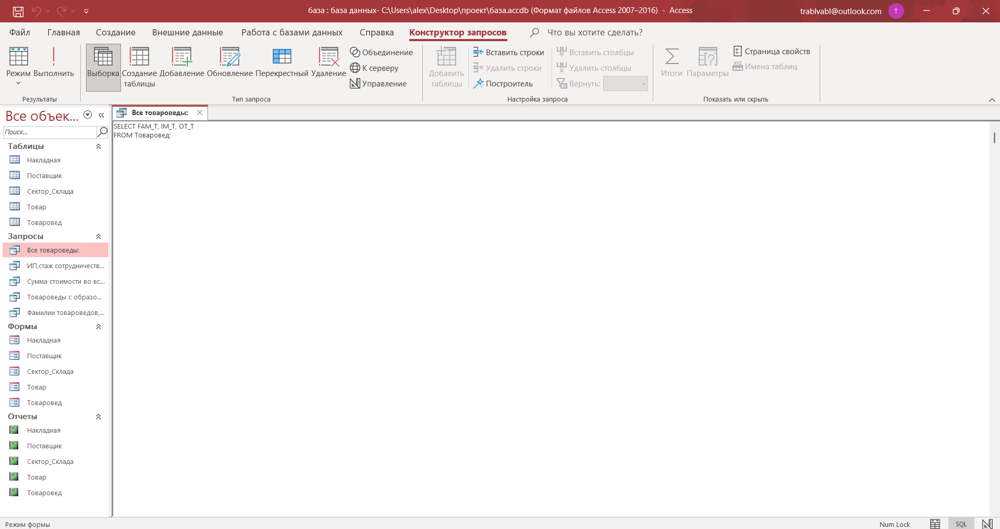 база : база данных- C:\Users\alex\Desktop\проект\база.accdb (Формат файлов Access 2007–2016) - Access
trablvabl@outlook.com
T
Файл Главная Создание Внешние данные Работа с базами данных Справка Конструктор запросов Что вы хотите сделать?
Режим
Выполнить
Результаты
Выборка
Создание таблицы
Добавление
Обновление
Перекрестный
Удаление
Объединение
К серверу
Управление
Тип запроса
Добавить таблицы
Вставить строки
Удалить строки
Построитель
Вставить столбцы
Удалить столбцы
Вернуть:
Настройка запроса
Итоги
Параметры
Страница свойств
XYZ Имена таблиц
Показать или скрыть
Все объек...
Поиск...
Таблицы
Накладная
Поставщик
Сектор_Склада
Товар
Товаровед
Запросы
Все товароведы:
ИП,стаж сотрудничеств...
Сумма стоимости во вс...
Товароведы с образо...
Фамилии товароведов,...
Формы
Накладная
Поставщик
Сектор_Склада
Товар
Товаровед
Отчеты
Накладная
Поставщик
Сектор_Склада
Товар
Товаровед
Все товароведы:
SELECT FAM_T, IM_T, OT_T
FROM Товаровед;
Режим формы
Num Lock
SQL